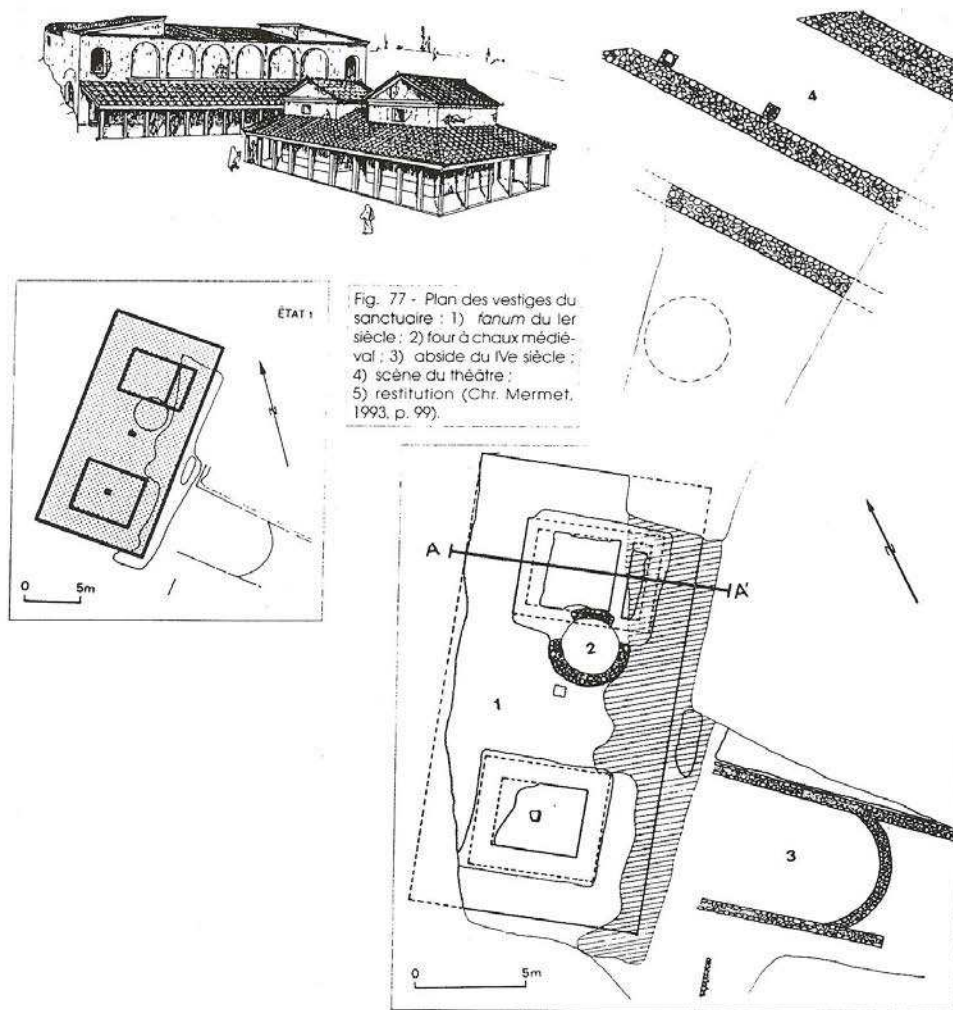 4
ÉTAT 1
N
0 5m
Fig. 77 - Plan des vestiges du
sanctuaire : 1) fanum du Ier
siècle ; 2) four à chaux médié-
val ; 3) abside du IVe siècle ;
4) scène du théâtre ;
5) restitution (Chr. Mermet,
1993, p. 99).
N
A A'
2
1
3
0 5m